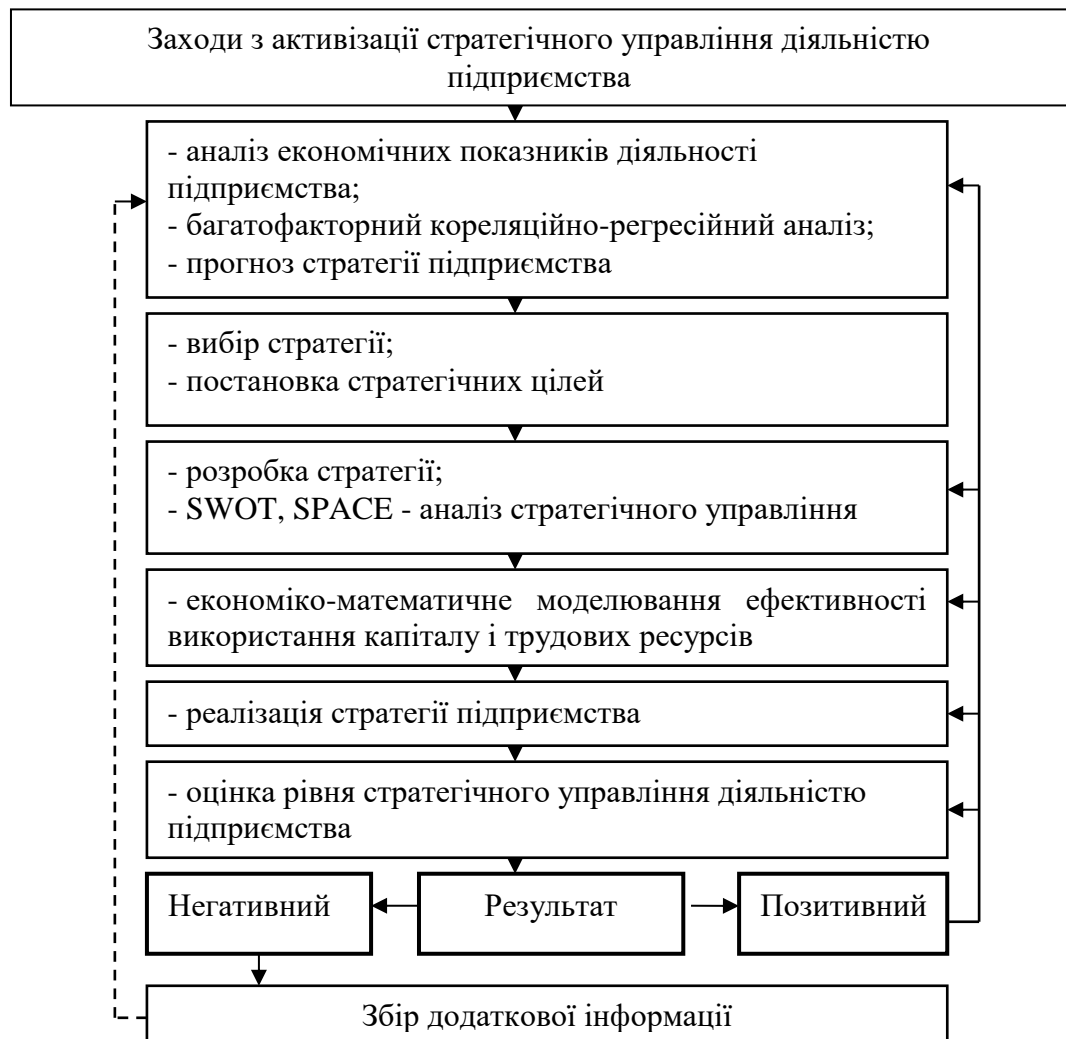 Заходи з активізації стратегічного управління діяльністю
підприємства
- аналіз економічних показників діяльності
підприємства;
- багатофакторний кореляційно-регресійний аналіз;
- прогноз стратегії підприємства
- вибір стратегії;
- постановка стратегічних цілей
- розробка стратегії;
- SWOT, SPACE - аналіз стратегічного управління
- економіко-математичне моделювання ефективності
використання капіталу і трудових ресурсів
- реалізація стратегії підприємства
- оцінка рівня стратегічного управління діяльністю
підприємства
Негативний
Результат
Позитивний
Збір додаткової інформації